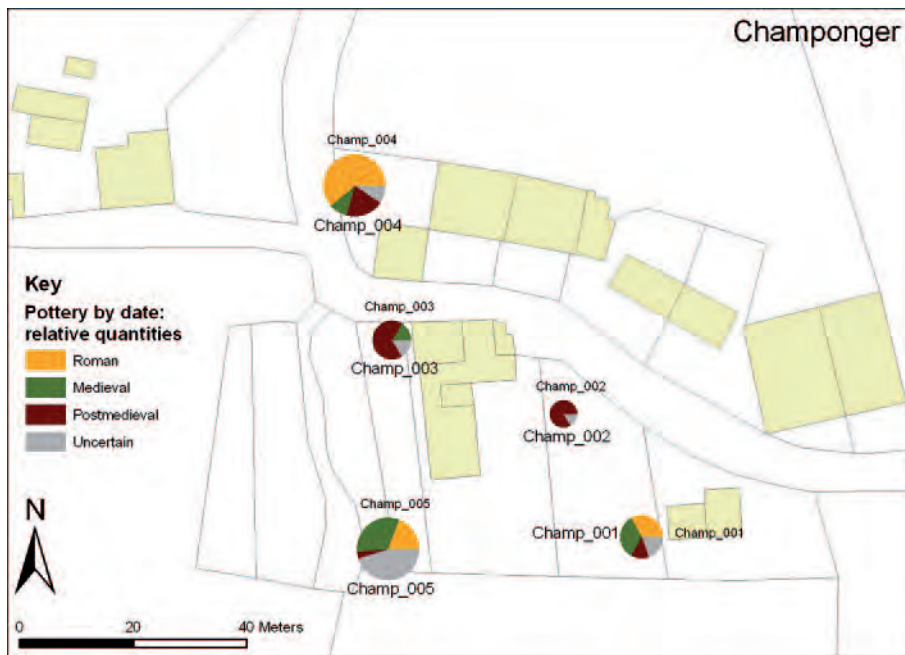 Champonger
Champ_004
Champ_004
Key
Pottery by date:
relative quantities
Roman
Medieval
Postmedieval
Uncertain
Champ_003
Champ_003
Champ_002
Champ_002
Champ_005
Champ_005
Champ_001
Champ_001
N
0 20 40 Meters